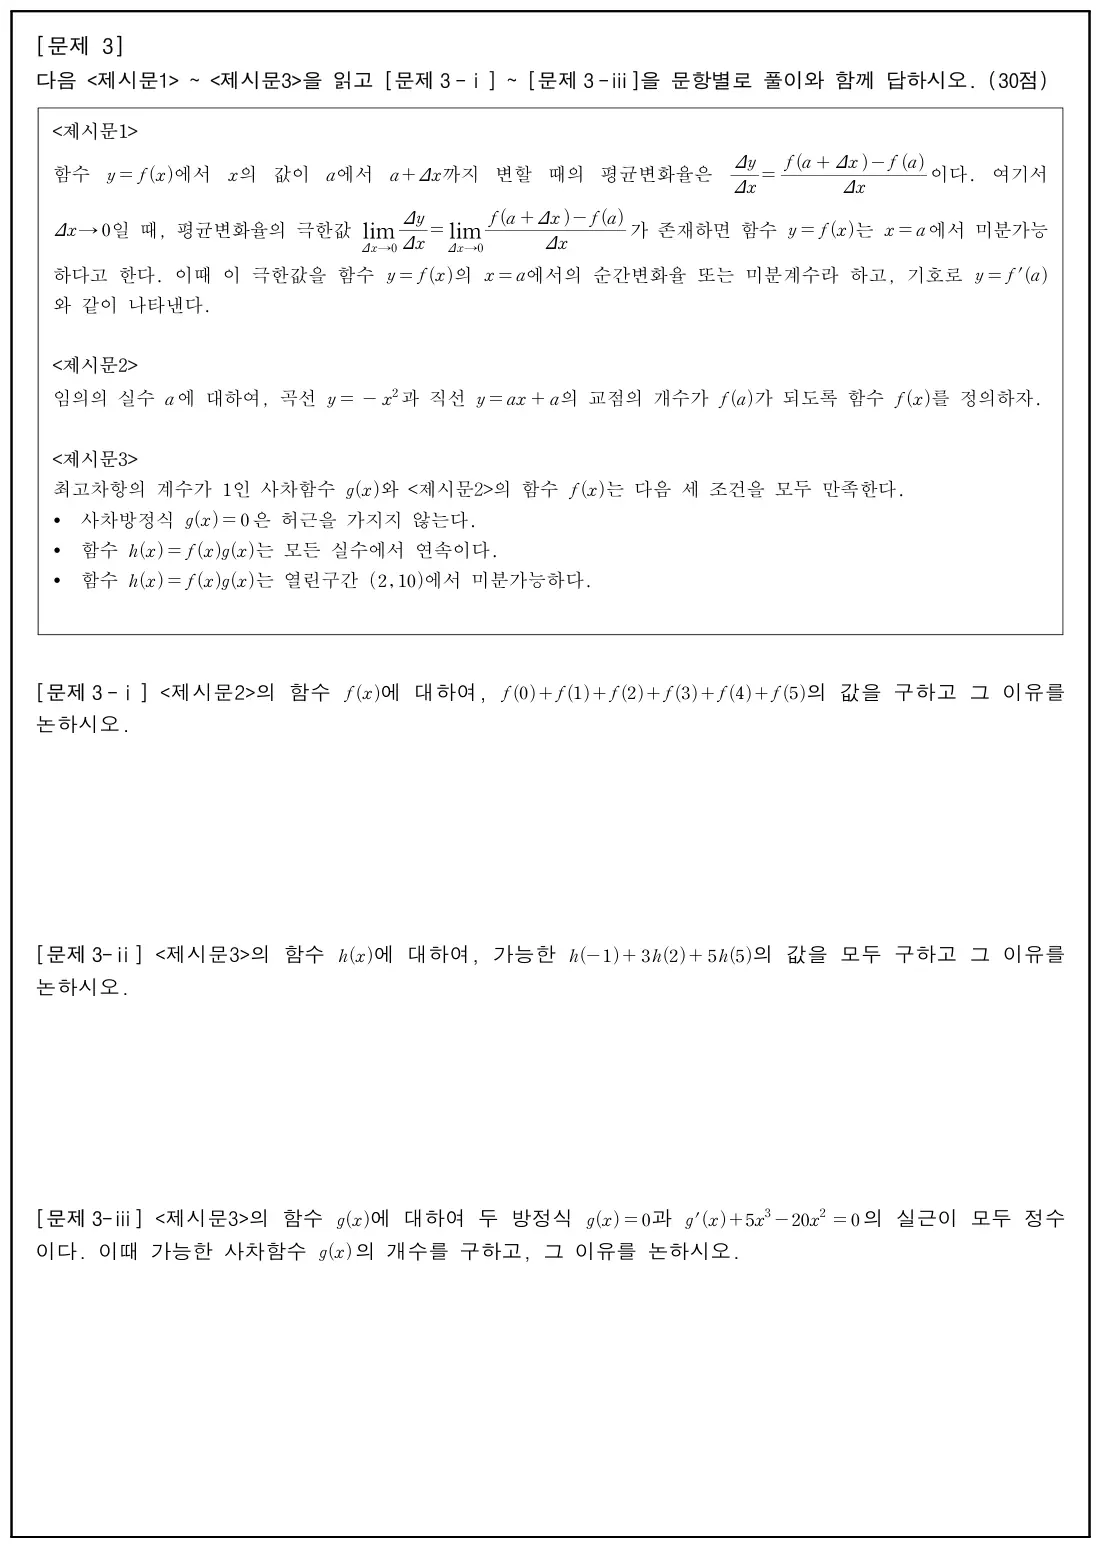 [문제 3]
다음 <제시문1> ~ <제시문3>을 읽고 [문제 3-ⅰ] ~ [문제 3-ⅲ]을 문항별로 풀이와 함께 답하시오. (30점)
<제시문1>
함수 y=f(x)에서 x의 값이 a에서 a+Δx까지 변할 때의 평균변화율은 Δy/Δx = (f(a+Δx)-f(a))/Δx 이다. 여기서
Δx→0일 때, 평균변화율의 극한값 lim_{Δx→0} Δy/Δx = lim_{Δx→0} (f(a+Δx)-f(a))/Δx 가 존재하면 함수 y=f(x)는 x=a에서 미분가능
하다고 한다. 이때 이 극한값을 함수 y=f(x)의 x=a에서의 순간변화율 또는 미분계수라 하고, 기호로 y=f′(a)
와 같이 나타낸다.
<제시문2>
임의의 실수 a에 대하여, 곡선 y=-x²과 직선 y=ax+a의 교점의 개수가 f(a)가 되도록 함수 f(x)를 정의하자.
<제시문3>
최고차항의 계수가 1인 사차함수 g(x)와 <제시문2>의 함수 f(x)는 다음 세 조건을 모두 만족한다.
• 사차방정식 g(x)=0은 허근을 가지지 않는다.
• 함수 h(x)=f(x)g(x)는 모든 실수에서 연속이다.
• 함수 h(x)=f(x)g(x)는 열린구간 (2,10)에서 미분가능하다.
[문제 3-ⅰ] <제시문2>의 함수 f(x)에 대하여, f(0)+f(1)+f(2)+f(3)+f(4)+f(5)의 값을 구하고 그 이유를
논하시오.
[문제 3-ⅱ] <제시문3>의 함수 h(x)에 대하여, 가능한 h(-1)+3h(2)+5h(5)의 값을 모두 구하고 그 이유를
논하시오.
[문제 3-ⅲ] <제시문3>의 함수 g(x)에 대하여 두 방정식 g(x)=0과 g′(x)+5x³-20x²=0의 실근이 모두 정수
이다. 이때 가능한 사차함수 g(x)의 개수를 구하고, 그 이유를 논하시오.